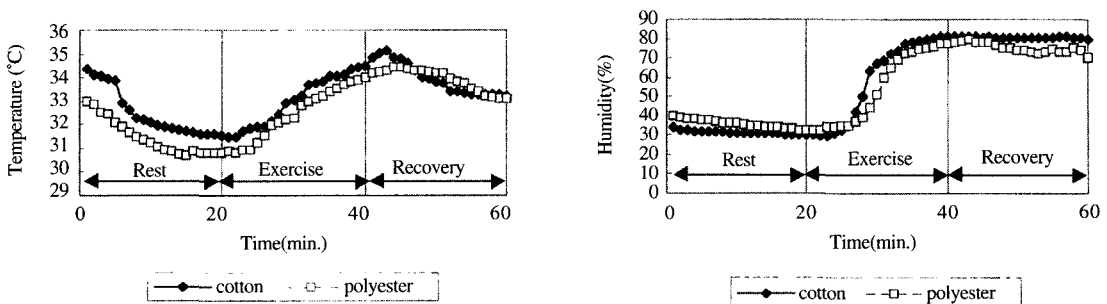 Temperature (°C)
36
35
34
33
32
31
30
29
Rest
Exercise
Recovery
0
20
40
60
Time(min.)
cotton
polyester
Humidity(%)
90
80
70
60
50
40
30
20
10
0
Rest
Exercise
Recovery
0
20
40
60
Time(min.)
cotton
polyester